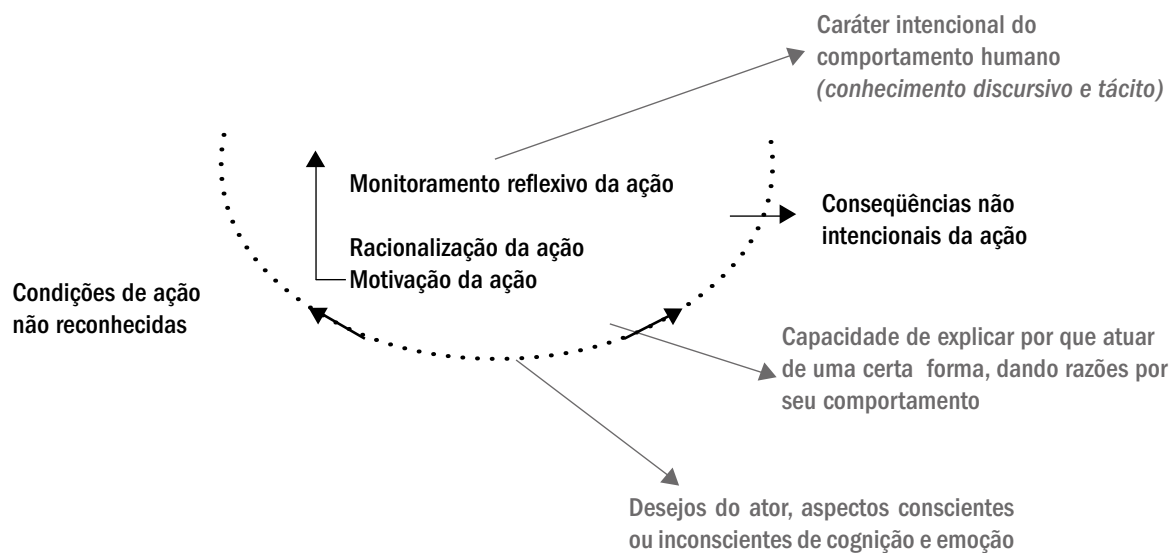 Caráter intencional do
comportamento humano
(conhecimento discursivo e tácito)
Monitoramento reflexivo da ação
Racionalização da ação
Motivação da ação
Conseqüências não
intencionais da ação
Condições de ação
não reconhecidas
Capacidade de explicar por que atuar
de uma certa forma, dando razões por
seu comportamento
Desejos do ator, aspectos conscientes
ou inconscientes de cognição e emoção